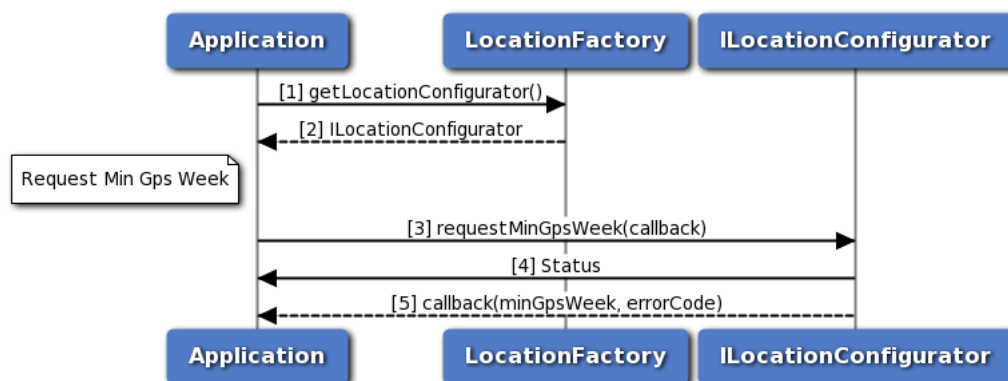 Application LocationFactory ILocationConfigurator
[1] getLocationConfigurator()
[2] ILocationConfigurator
Request Min Gps Week
[3] requestMinGpsWeek(callback)
[4] Status
[5] callback(minGpsWeek, errorCode)
Application LocationFactory ILocationConfigurator